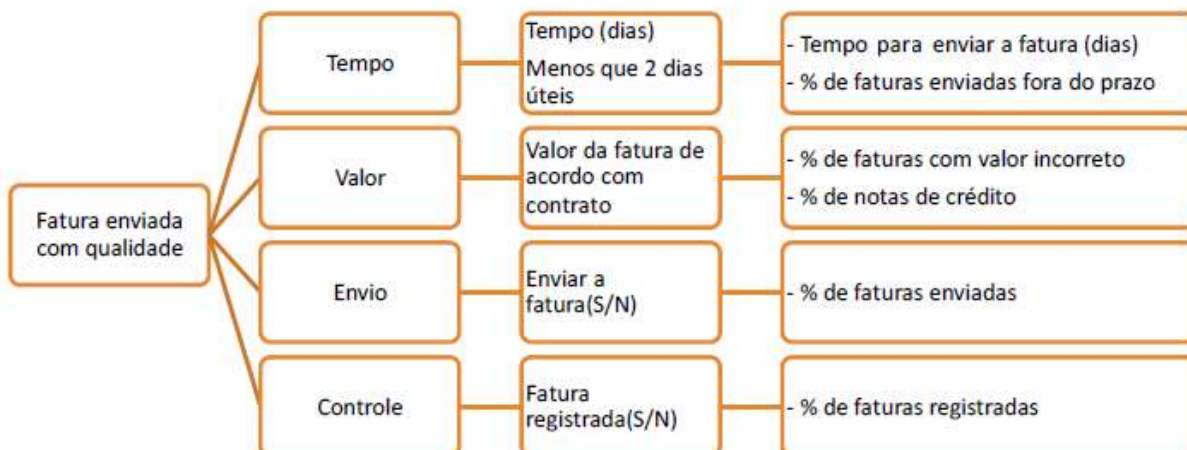 Fatura enviada
com qualidade
Tempo
Tempo (dias)
Menos que 2 dias
úteis
- Tempo para enviar a fatura (dias)
- % de faturas enviadas fora do prazo
Valor
Valor da fatura de
acordo com
contrato
- % de faturas com valor incorreto
- % de notas de crédito
Envio
Enviar a
fatura(S/N)
- % de faturas enviadas
Controle
Fatura
registrada(S/N)
- % de faturas registradas